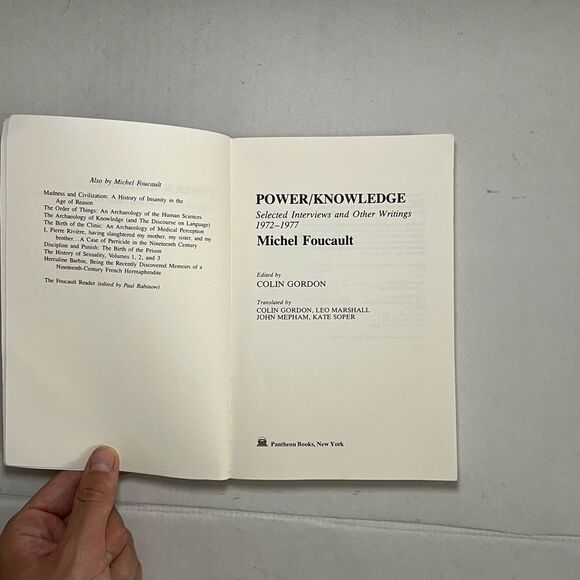 Also by Michel Foucault
Madness and Civilization: A History of Insanity in the
Age of Reason
The Order of Things: An Archaeology of the Human Sciences
The Archaeology of Knowledge (and The Discourse on Language)
The Birth of the Clinic: An Archaeology of Medical Perception
I, Pierre Rivière, having slaughtered my mother, my sister, and my
brother. . .A Case of Parricide in the Nineteenth Century
Discipline and Punish: The Birth of the Prison
The History of Sexuality, Volumes 1, 2, and 3
Herculine Barbin, Being the Recently Discovered Memoirs of a
Nineteenth-Century French Hermaphrodite
The Foucault Reader (edited by Paul Rabinow)
POWER/KNOWLEDGE
Selected Interviews and Other Writings
1972–1977
Michel Foucault
Edited by
COLIN GORDON
Translated by
COLIN GORDON, LEO MARSHALL
JOHN MEPHAM, KATE SOPER
Pantheon Books, New York